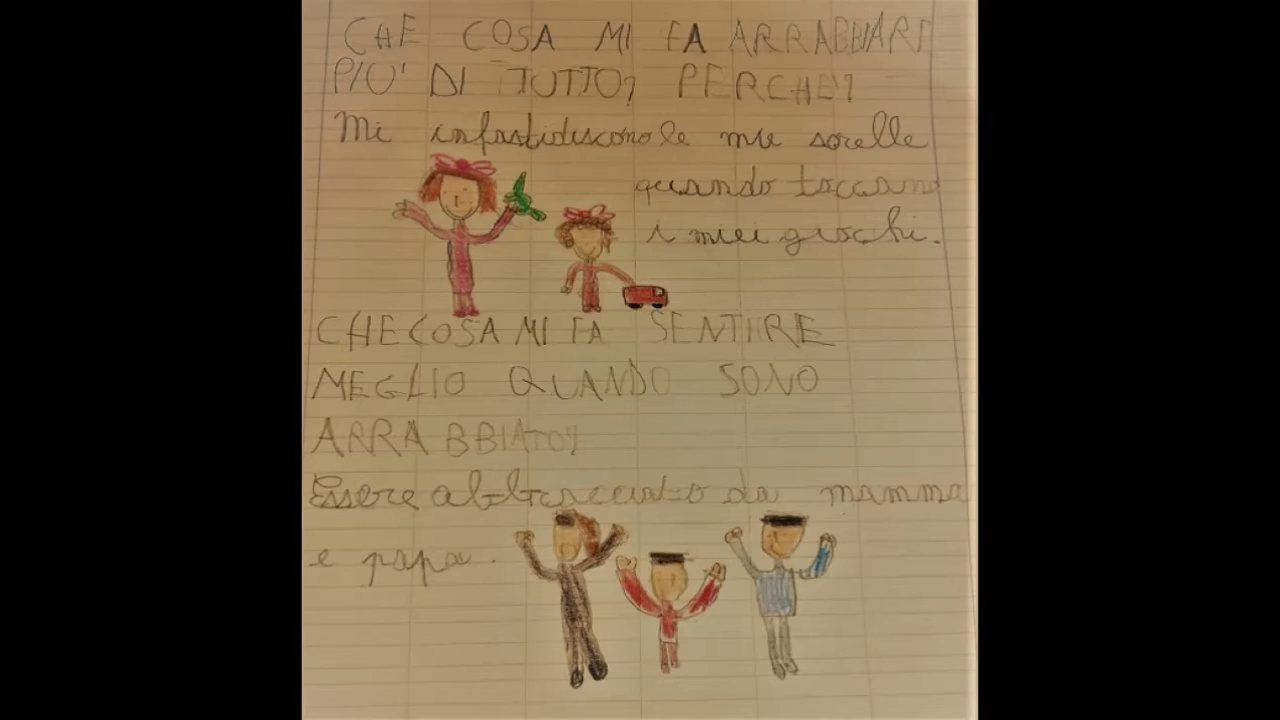 CHE COSA MI FA ARRABBIARE
PIU' DI TUTTO? PERCHE'?
Mi infastidiscono le mie sorelle
quando toccano
i miei giochi.
CHE COSA MI FA SENTIRE
MEGLIO QUANDO SONO
ARRABBIATO?
Essere abbracciato da mamma
e papa.